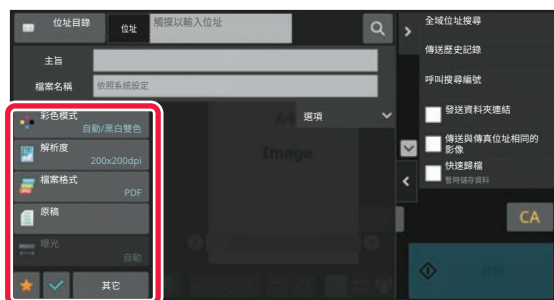 位址目錄
位址
觸摸以輸入位址
主旨
檔案名稱
依照系統設定
彩色模式
自動/黑白雙色
解析度
200x200dpi
檔案格式
PDF
原稿
曝光
自動
其它
A4
選項
Image
全域位址搜尋
傳送歷史記錄
呼叫搜尋編號
發送資料夾連結
傳送與傳真位址相同的
影像
快速歸檔
暫時儲存資料
CA